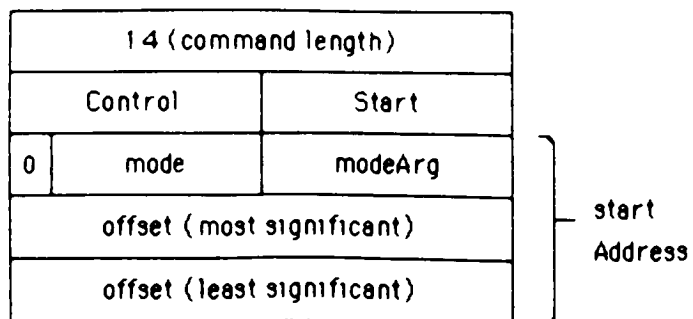 14 (command length)
Control Start
0 mode modeArg
offset (most significant)
start
Address
offset (least significant)